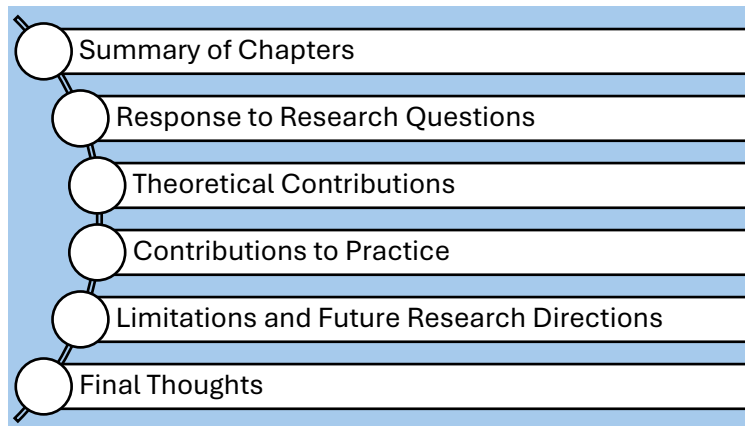 Summary of Chapters
Response to Research Questions
Theoretical Contributions
Contributions to Practice
Limitations and Future Research Directions
Final Thoughts